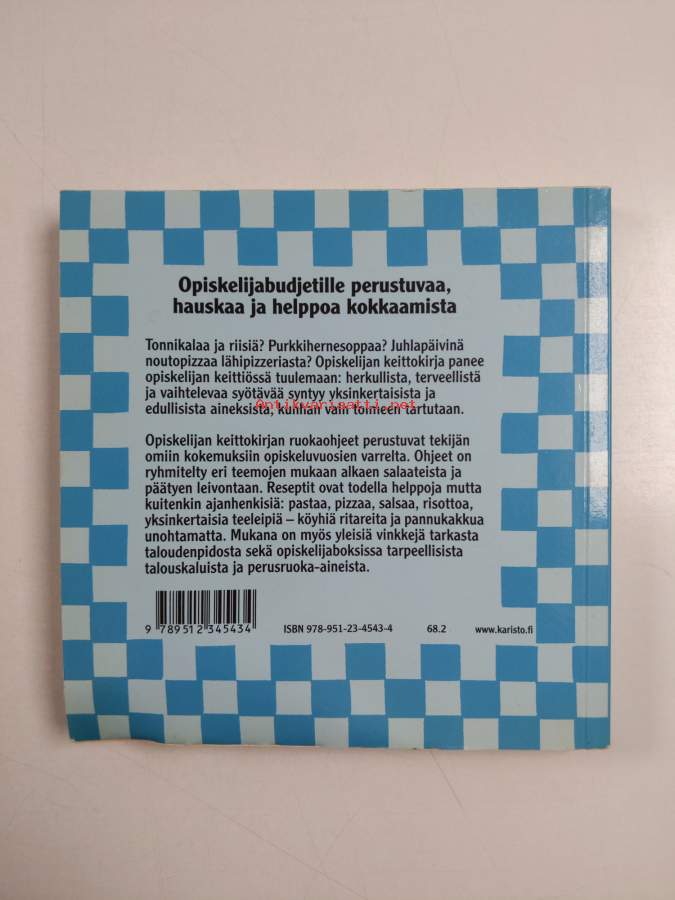 Opiskelijabudjetille perustuvaa,
hauskaa ja helppoa kokkaamista
Tonnikalaa ja riisiä? Purkkihernesoppaa? Juhlapäivinä
noutopizzaa lähipizzeriasta? Opiskelijan keittokirja panee
opiskelijan keittiössä tuulemaan: herkullista, terveellistä
ja vaihtelevaa syötävää syntyy yksinkertaisista ja
edullisista aineksista, kunhan vain toimeen tartutaan.
Antikvariaatti.net
Opiskelijan keittokirjan ruokaohjeet perustuvat tekijän
omiin kokemuksiin opiskeluvuosien varrelta. Ohjeet on
ryhmitelty eri teemojen mukaan alkaen salaateista ja
päätyen leivontaan. Reseptit ovat todella helppoja mutta
kuitenkin ajanhenkisiä: pastaa, pizzaa, salsaa, risottoa,
yksinkertaisia teeleipiä – köyhiä ritareita ja pannukakkua
unohtamatta. Mukana on myös yleisiä vinkkejä tarkasta
taloudenpidosta sekä opiskelijaboksissa tarpeellisista
talouskaluista ja perusruoka-aineista.
9 789512 345434 ISBN 978-951-23-4543-4 68.2 www.karisto.fi